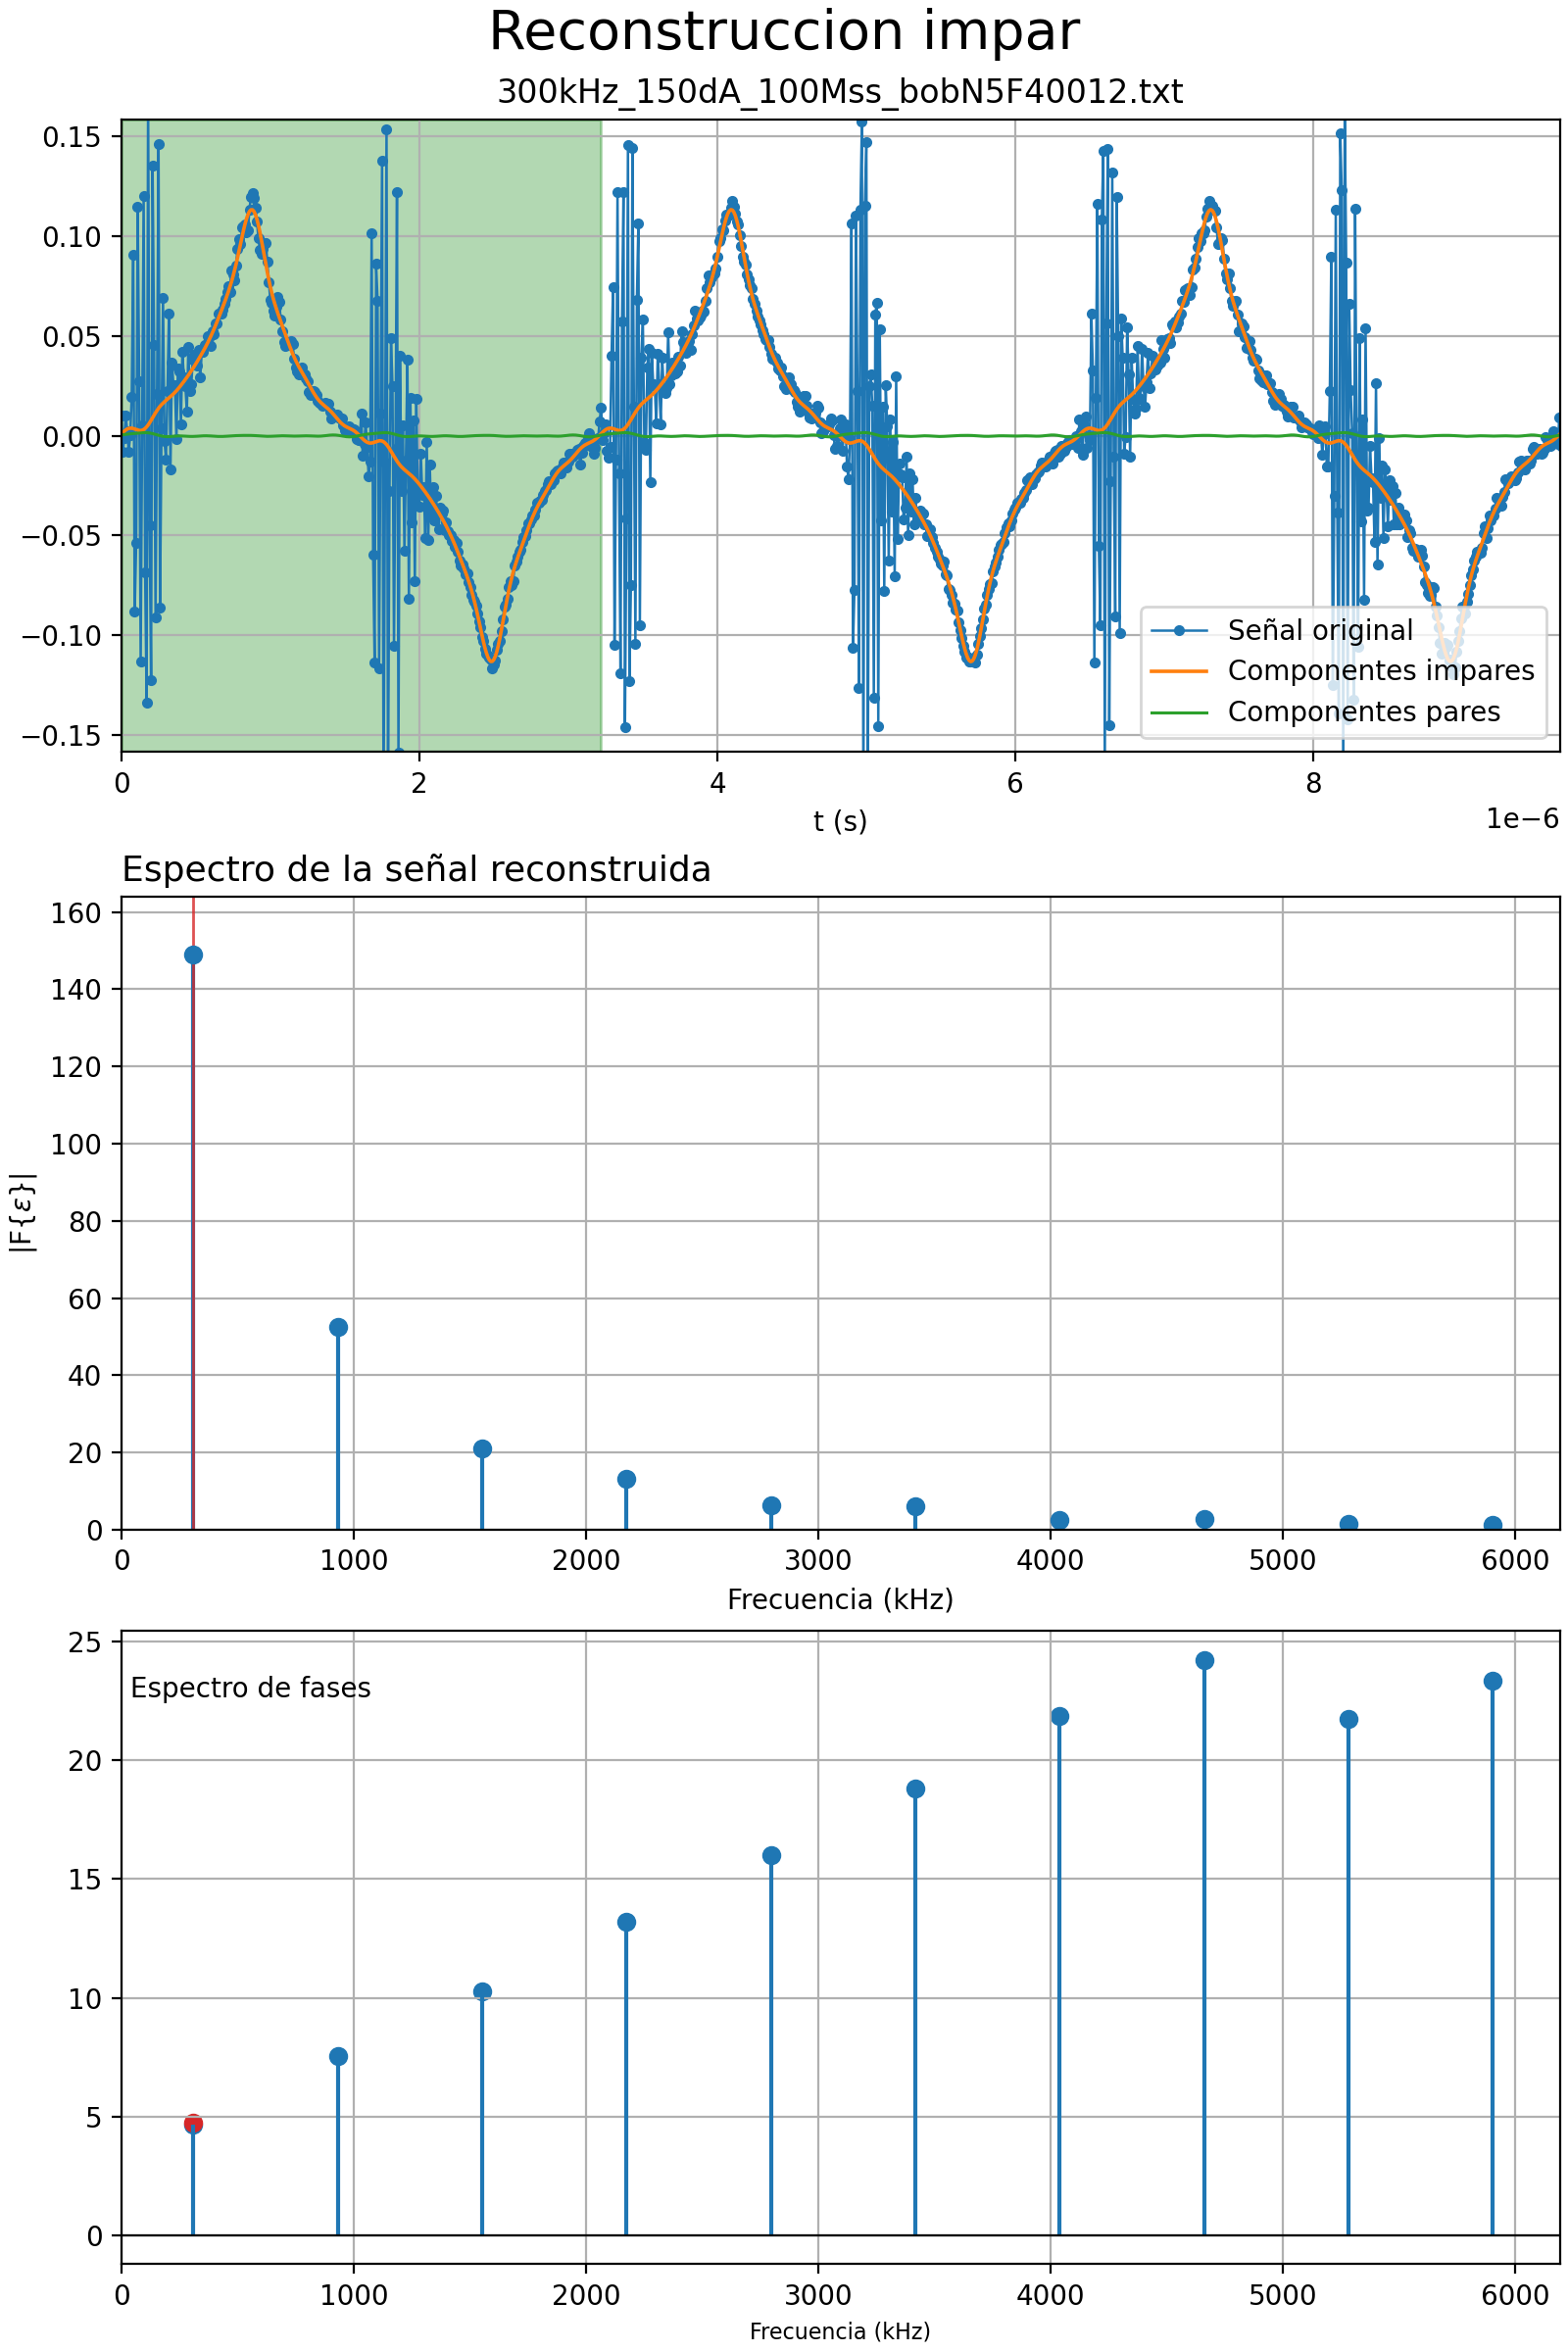 Reconstruccion impar
300kHz_150dA_100Mss_bobN5F40012.txt
0.15
0.10
0.05
0.00
−0.05
−0.10
−0.15
Señal original
Componentes impares
Componentes pares
0 2 4 6 8
t (s)
1e−6
Espectro de la señal reconstruida
160
140
120
100
80
60
40
20
0
|F{ε}|
0 1000 2000 3000 4000 5000 6000
Frecuencia (kHz)
25
Espectro de fases
20
15
10
5
0
0 1000 2000 3000 4000 5000 6000
Frecuencia (kHz)